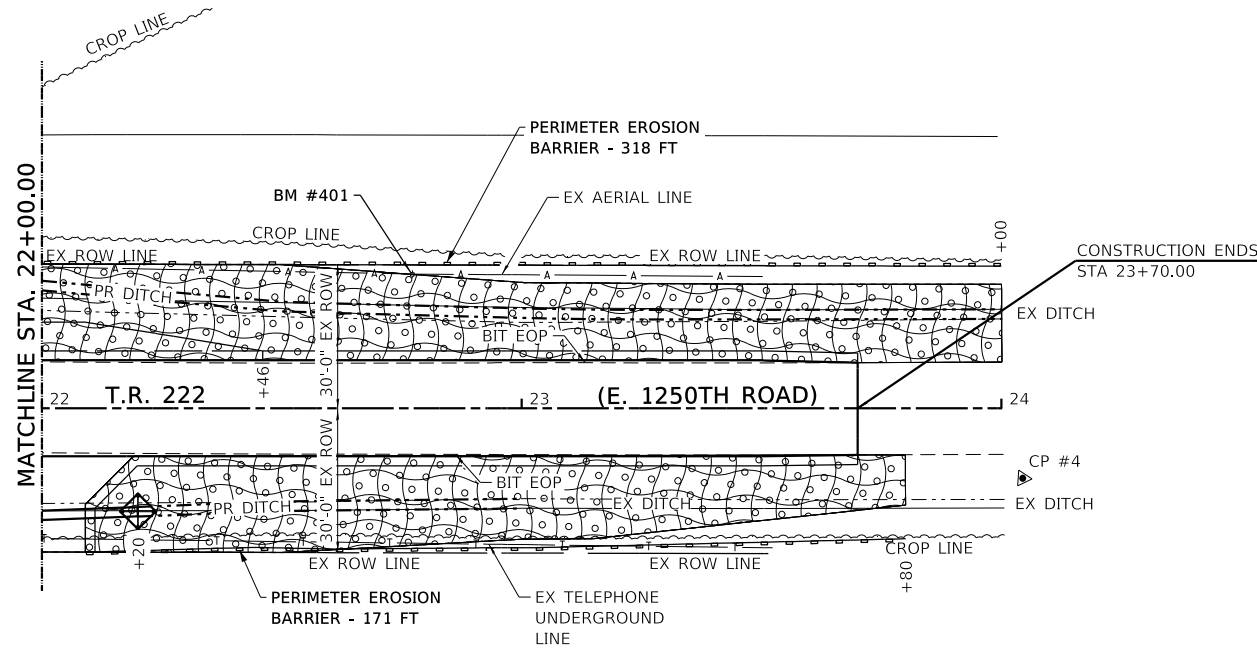 CROP LINE
PERIMETER EROSION
BARRIER - 318 FT
BM #401
EX AERIAL LINE
CROP LINE
EX ROW LINE
EX ROW LINE
+00
CONSTRUCTION ENDS
STA 23+70.00
MATCHLINE STA. 22+00.00
A
A
A
A
A
A
A
PR DITCH
30'-0" EX ROW
EX DITCH
BIT EOP
+46
22
T.R. 222
23
(E. 1250TH ROAD)
24
30'-0" EX ROW
BIT EOP
CP #4
PR DITCH
EX DITCH
EX DITCH
+20
T
T
T
T
T
EX ROW LINE
EX ROW LINE
CROP LINE
+80
PERIMETER EROSION
BARRIER - 171 FT
EX TELEPHONE
UNDERGROUND
LINE